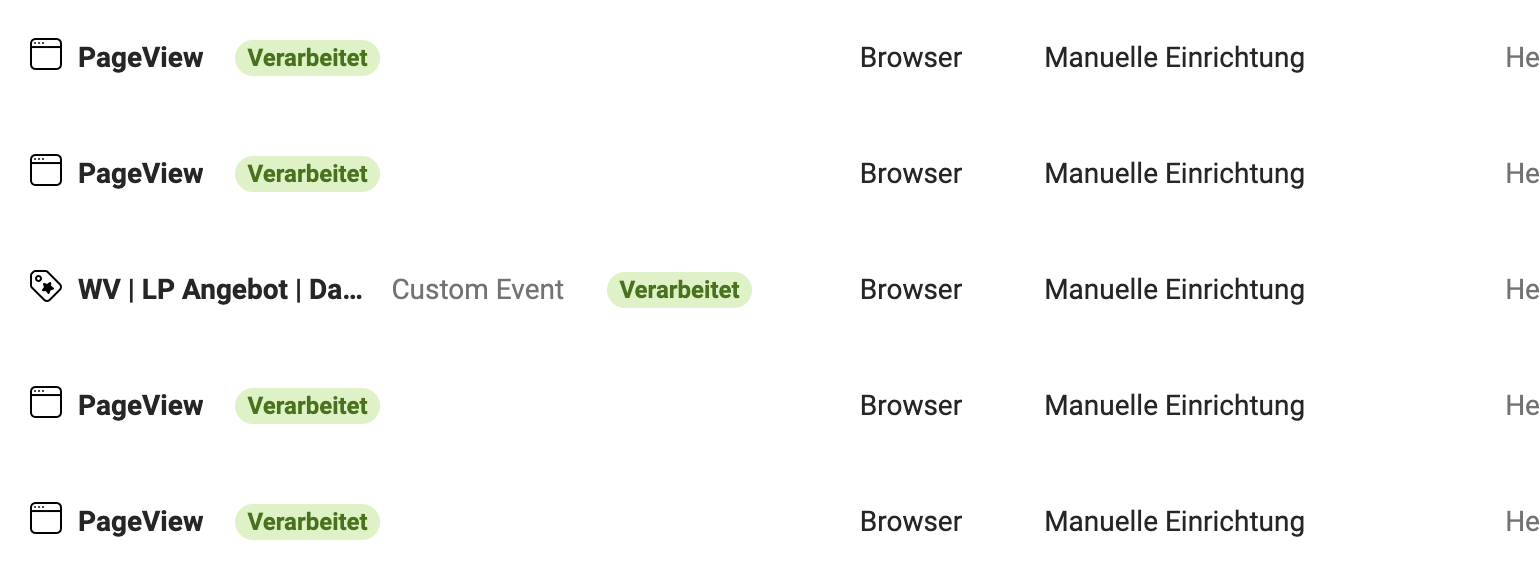 PageView Verarbeitet Browser Manuelle Einrichtung He
PageView Verarbeitet Browser Manuelle Einrichtung He
WV | LP Angebot | Da... Custom Event Verarbeitet Browser Manuelle Einrichtung He
PageView Verarbeitet Browser Manuelle Einrichtung He
PageView Verarbeitet Browser Manuelle Einrichtung He